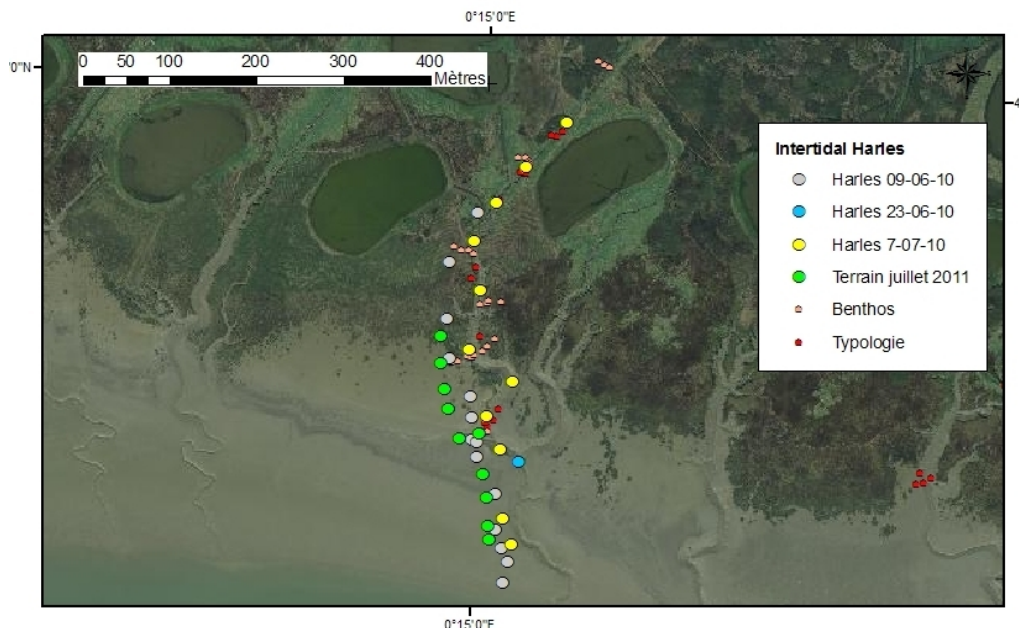 0°15'0"E
'0"N
0 50 100 200 300 400
Mètres
4
Intertidal Harles
Harles 09-06-10
Harles 23-06-10
Harles 7-07-10
Terrain juillet 2011
Benthos
Typologie
0°15'0"E